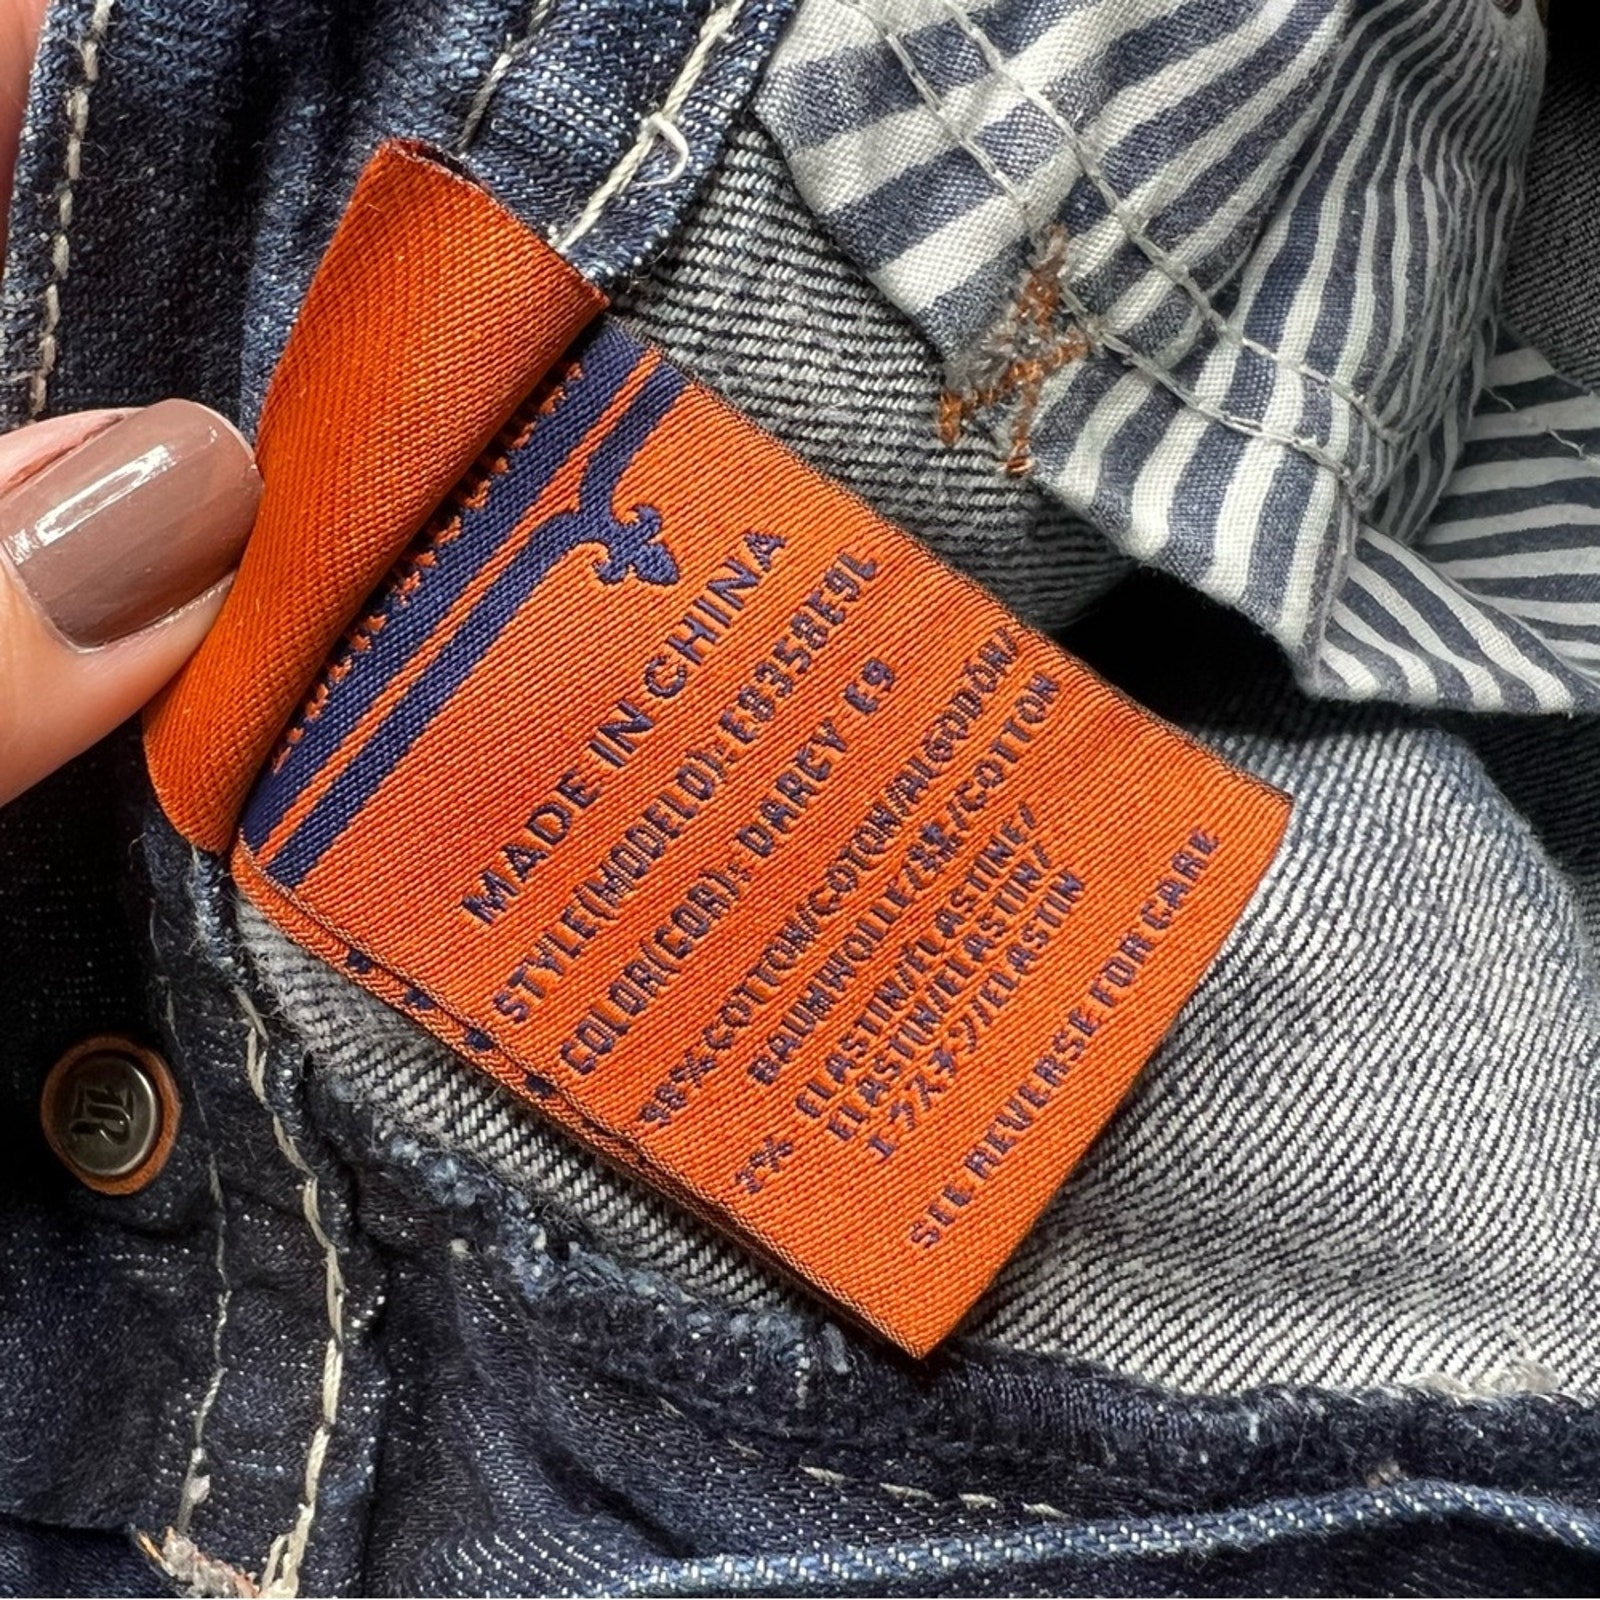 MADE IN CHINA
STYLE(MODELO): E9358E9L
COLOR(COR): DARCY E9
98%COTTON/COTON/ALGODÓN/
BAUMWOLLE/綿/COTTON
2% ELASTIN/ELASTINE/
ELASTIN/ELASTIN/
エラスチン/ELASTIN
SEE REVERSE FOR CARE